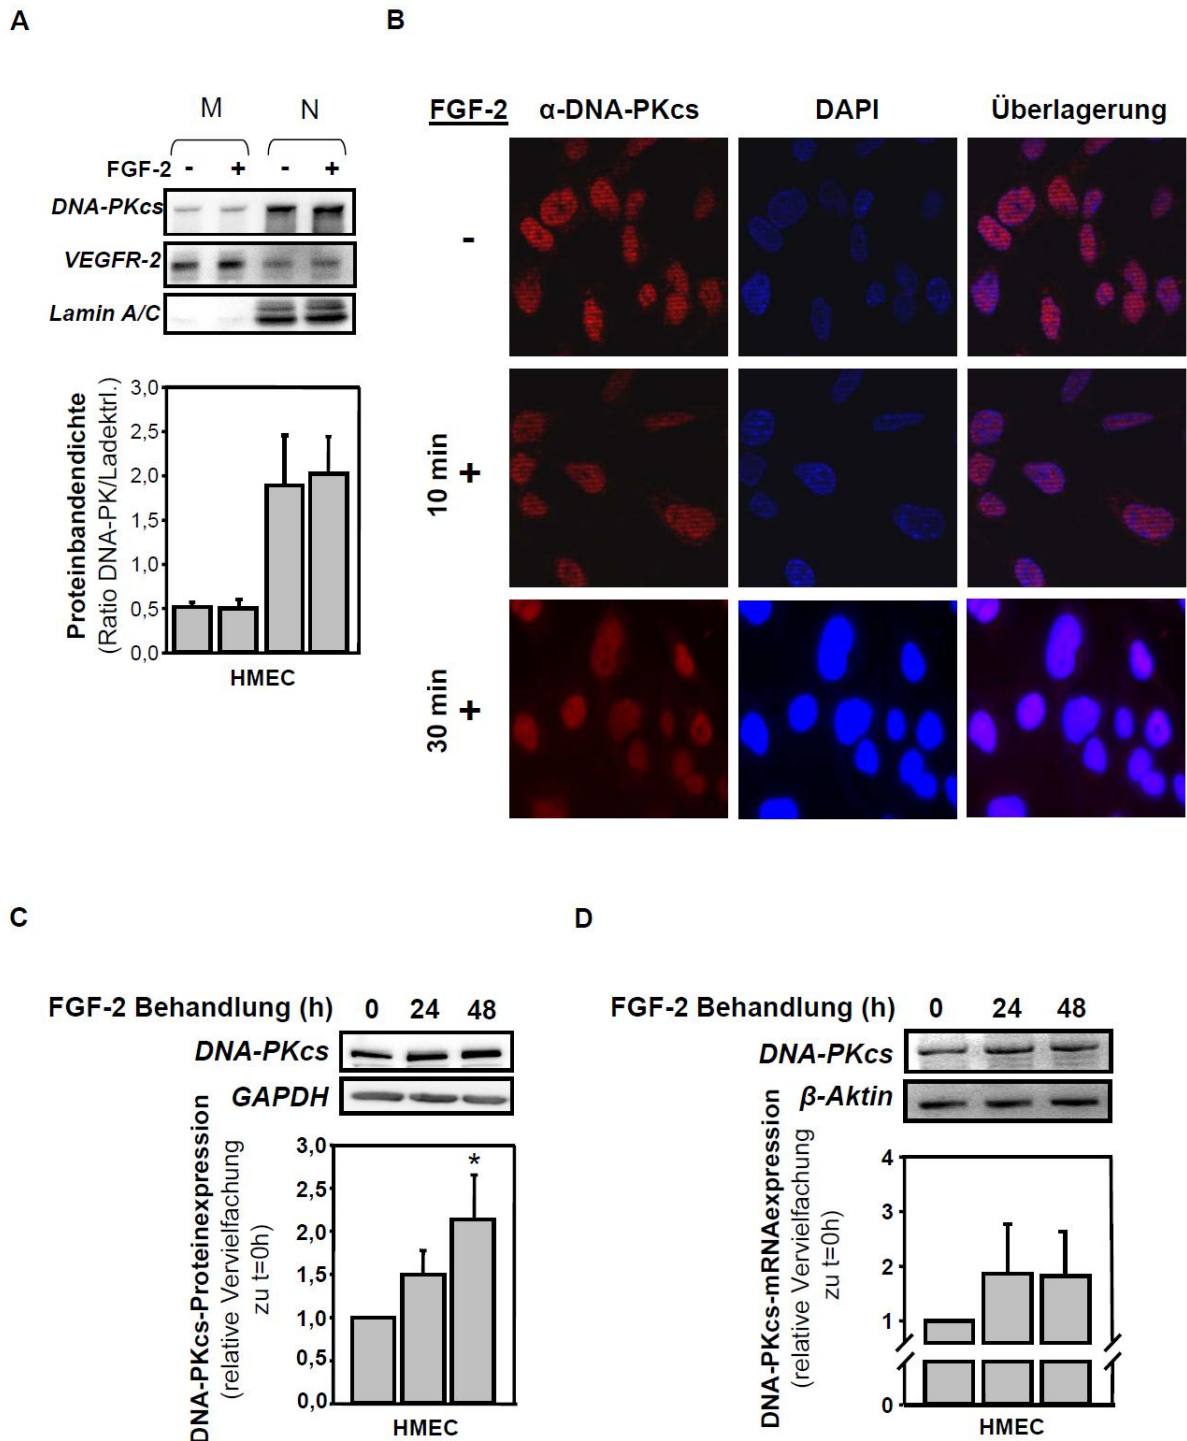 A
B
M N
FGF-2 - + - +
DNA-PKcs
VEGFR-2
Lamin A/C
Proteinbandendichte
(Ratio DNA-PK/Ladektrl.)
3,0
2,5
2,0
1,5
1,0
0,5
0,0
HMEC
FGF-2 α-DNA-PKcs DAPI Überlagerung
-
10 min +
30 min +
C
FGF-2 Behandlung (h) 0 24 48
DNA-PKcs
GAPDH
DNA-PKcs-Proteinexpression
(relative Vervielfachung
zu t=0h)
3,0
2,5
2,0
1,5
1,0
0,5
0,0
*
HMEC
D
FGF-2 Behandlung (h) 0 24 48
DNA-PKcs
β-Aktin
DNA-PKcs-mRNAexpression
(relative Vervielfachung
zu t=0h)
4
3
2
1
0
HMEC